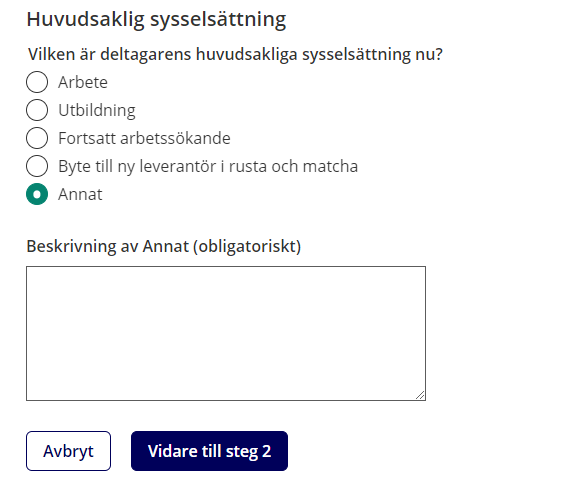 Huvudsaklig sysselsättning
Vilken är deltagarens huvudsakliga sysselsättning nu?
Arbete
Utbildning
Fortsatt arbetssökande
Byte till ny leverantör i rusta och matcha
Annat
Beskrivning av Annat (obligatoriskt)
Avbryt
Vidare till steg 2